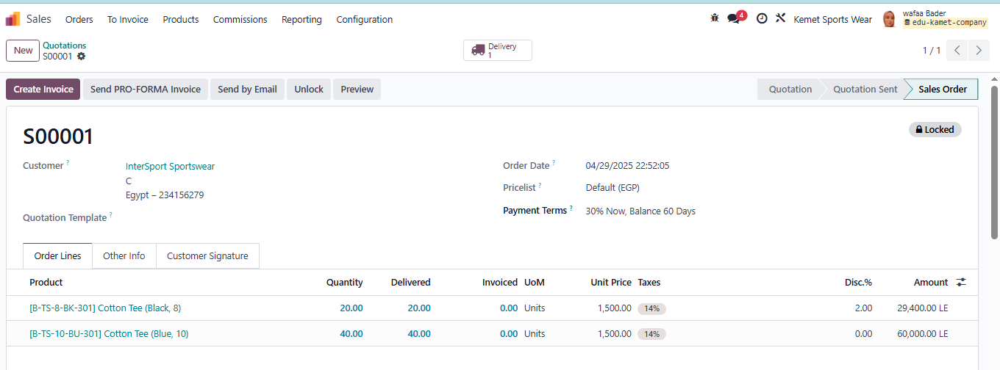 Sales Orders To Invoice Products Commissions Reporting Configuration 4 Kemet Sports Wear wafaa Bader
edu-kamet-company
New Quotations
S00001
Delivery
1
1 / 1
Create Invoice Send PRO-FORMA Invoice Send by Email Unlock Preview Quotation Quotation Sent Sales Order
S00001
Locked
Customer ? InterSport Sportswear
C
Egypt – 234156279
Quotation Template ?
Order Date ? 04/29/2025 22:52:05
Pricelist ? Default (EGP)
Payment Terms ? 30% Now, Balance 60 Days
Order Lines Other Info Customer Signature
Product Quantity Delivered Invoiced UoM Unit Price Taxes Disc.% Amount
[B-TS-8-BK-301] Cotton Tee (Black, 8) 20.00 20.00 0.00 Units 1,500.00 14% 2.00 29,400.00 LE
[B-TS-10-BU-301] Cotton Tee (Blue, 10) 40.00 40.00 0.00 Units 1,500.00 14% 0.00 60,000.00 LE